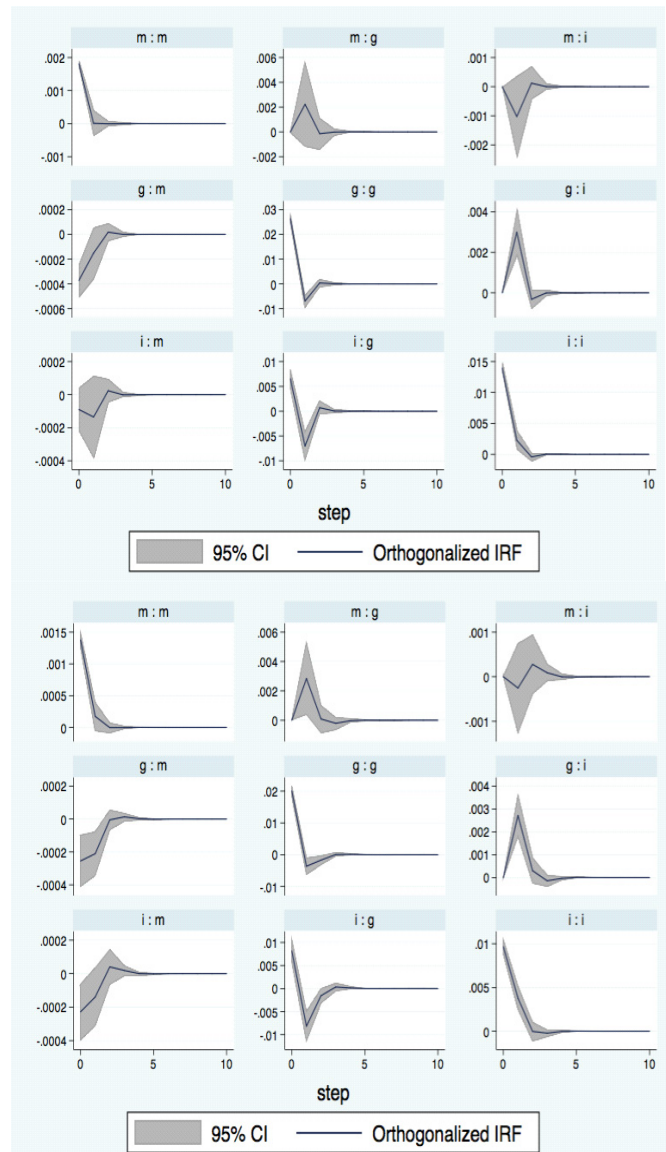 m : m
m : g
m : i
.002
.001
0
-.001
.006
.004
.002
0
-.002
.001
0
-.001
-.002
g : m
g : g
g : i
.0002
0
-.0002
-.0004
-.0006
.03
.02
.01
0
-.01
.004
.002
0
i : m
i : g
i : i
.0002
0
-.0002
-.0004
.01
.005
0
-.005
-.01
.015
.01
.005
0
0 5 10
0 5 10
0 5 10
step
95% CI
Orthogonalized IRF
m : m
m : g
m : i
.0015
.001
.0005
0
.006
.004
.002
0
.001
0
-.001
g : m
g : g
g : i
.0002
0
-.0002
-.0004
.02
.01
0
-.01
.004
.003
.002
.001
0
i : m
i : g
i : i
.0002
0
-.0002
-.0004
.01
.005
0
-.005
-.01
.01
.005
0
0 5 10
0 5 10
0 5 10
step
95% CI
Orthogonalized IRF